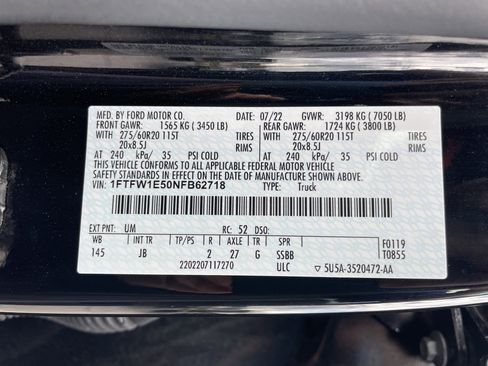 MFD. BY FORD MOTOR CO. 07/22 GVWR: 3198 KG ( 7050 LB)
FRONT GAWR: 1565 KG ( 3450 LB) REAR GAWR: 1724 KG ( 3800 LB)
WITH 275/60R20 115T TIRES WITH 275/60R20 115T TIRES
20x8.5J RIMS 20x8.5J RIMS
AT 240 kPa/ 35 PSI COLD AT 240 kPa/ 35 PSI COLD
THIS VEHICLE CONFORMS TO ALL APPLICABLE FEDERAL MOTOR VEHICLE
SAFETY STANDARDS IN EFFECT ON THE DATE OF MANUFACTURE SHOWN ABOVE.
VIN: 1FTFW1E50NFB62718 TYPE: Truck
EXT PNT: UM RC: 52 DSO:
WB INT TR TP/PS R AXLE TR SPR F0119
145 JB 2 27 G SSBB T0855
2202207117270 ULC 5U5A-3520472-AA